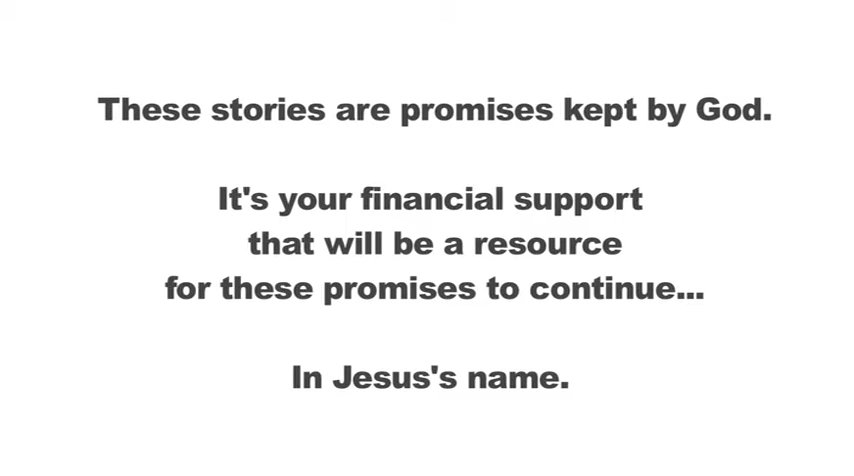 These stories are promises kept by God.
It's your financial support
that will be a resource
for these promises to continue...
In Jesus's name.